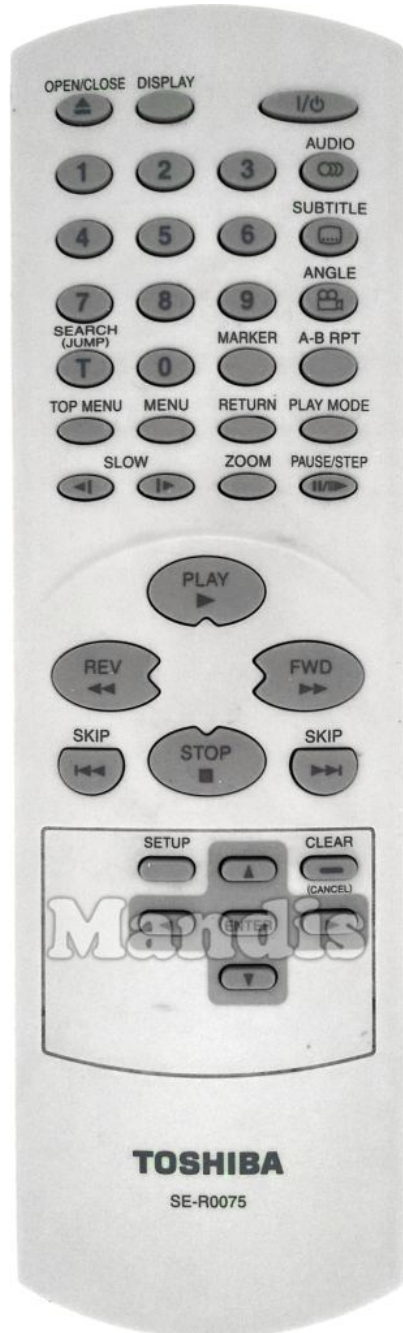 OPEN/CLOSE DISPLAY
I/⏻
AUDIO
1 2 3
SUBTITLE
4 5 6
ANGLE
7 8 9
SEARCH
(JUMP) MARKER A-B RPT
T 0
TOP MENU MENU RETURN PLAY MODE
SLOW ZOOM PAUSE/STEP
PLAY
REV FWD
SKIP STOP SKIP
SETUP CLEAR
(CANCEL)
Mandis
ENTER
TOSHIBA
SE-R0075